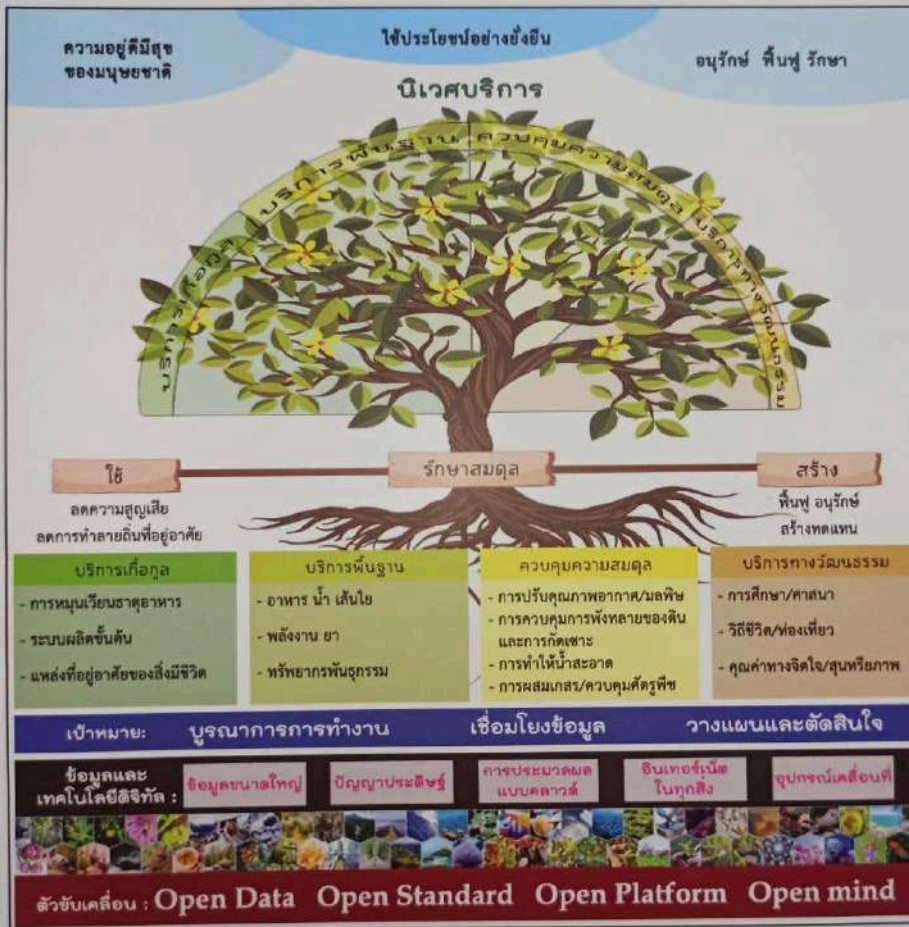 ความอยู่ดีมีสุข
ของมนุษยชาติ
ใช้ประโยชน์อย่างยั่งยืน
อนุรักษ์ ฟื้นฟู รักษา
นิเวศบริการ
บริการเกื้อกูล
บริการพื้นฐาน
ควบคุมความสมดุล
บริการทางวัฒนธรรม
ใช้
รักษาสมดุล
สร้าง
ลดความสูญเสีย
ลดการทำลายถิ่นที่อยู่อาศัย
ฟื้นฟู อนุรักษ์
สร้างทดแทน
บริการเกื้อกูล
- การหมุนเวียนธาตุอาหาร
- ระบบผลิตขั้นต้น
- แหล่งที่อยู่อาศัยของสิ่งมีชีวิต
บริการพื้นฐาน
- อาหาร น้ำ เส้นใย
- พลังงาน ยา
- ทรัพยากรพันธุกรรม
ควบคุมความสมดุล
- การปรับคุณภาพอากาศ/มลพิษ
- การควบคุมการพังทลายของดิน
และการกัดเซาะ
- การทำให้น้ำสะอาด
- การผสมเกสร/ควบคุมศัตรูพืช
บริการทางวัฒนธรรม
- การศึกษา/ศาสนา
- วิถีชีวิต/ท่องเที่ยว
- คุณค่าทางจิตใจ/สุนทรียภาพ
เป้าหมาย: บูรณาการการทำงาน เชื่อมโยงข้อมูล วางแผนและตัดสินใจ
ข้อมูลและ
เทคโนโลยีดิจิทัล :
ข้อมูลขนาดใหญ่
ปัญญาประดิษฐ์
การประมวลผล
แบบคลาวด์
อินเทอร์เน็ต
ในทุกสิ่ง
อุปกรณ์เคลื่อนที่
ตัวขับเคลื่อน : Open Data Open Standard Open Platform Open mind